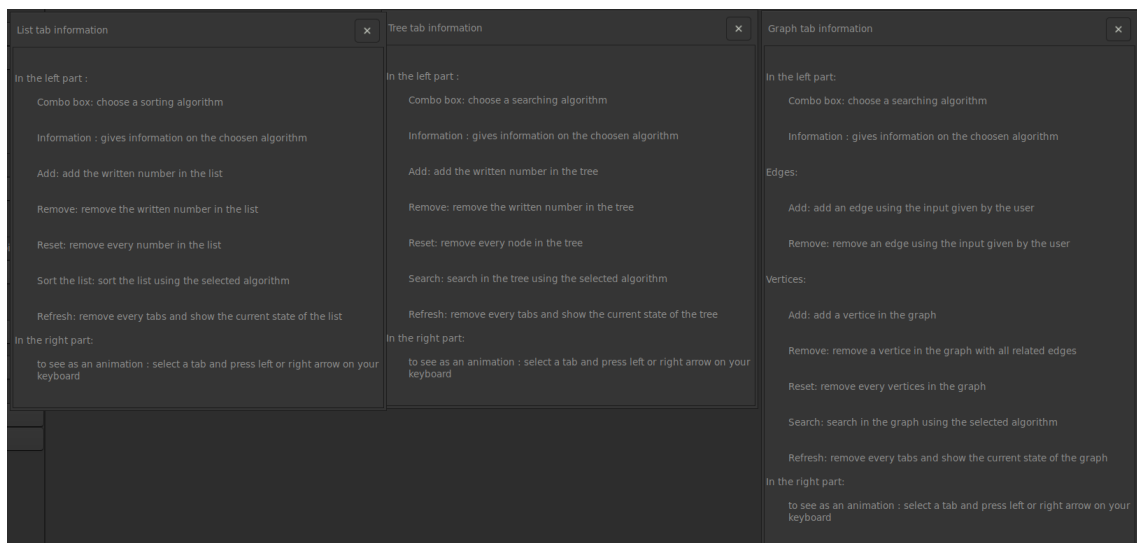 List tab information
In the left part :
Combo box: choose a sorting algorithm
Information : gives information on the choosen algorithm
Add: add the written number in the list
Remove: remove the written number in the list
Reset: remove every number in the list
Sort the list: sort the list using the selected algorithm
Refresh: remove every tabs and show the current state of the list
In the right part:
to see as an animation : select a tab and press left or right arrow on your
keyboard
Tree tab information
In the left part :
Combo box: choose a searching algorithm
Information : gives information on the choosen algorithm
Add: add the written number in the tree
Remove: remove the written number in the tree
Reset: remove every node in the tree
Search: search in the tree using the selected algorithm
Refresh: remove every tabs and show the current state of the tree
In the right part:
to see as an animation : select a tab and press left or right arrow on your
keyboard
Graph tab information
In the left part:
Combo box: choose a searching algorithm
Information : gives information on the choosen algorithm
Edges:
Add: add an edge using the input given by the user
Remove: remove an edge using the input given by the user
Vertices:
Add: add a vertice in the graph
Remove: remove a vertice in the graph with all related edges
Reset: remove every vertices in the graph
Search: search in the graph using the selected algorithm
Refresh: remove every tabs and show the current state of the graph
In the right part:
to see as an animation : select a tab and press left or right arrow on your
keyboard